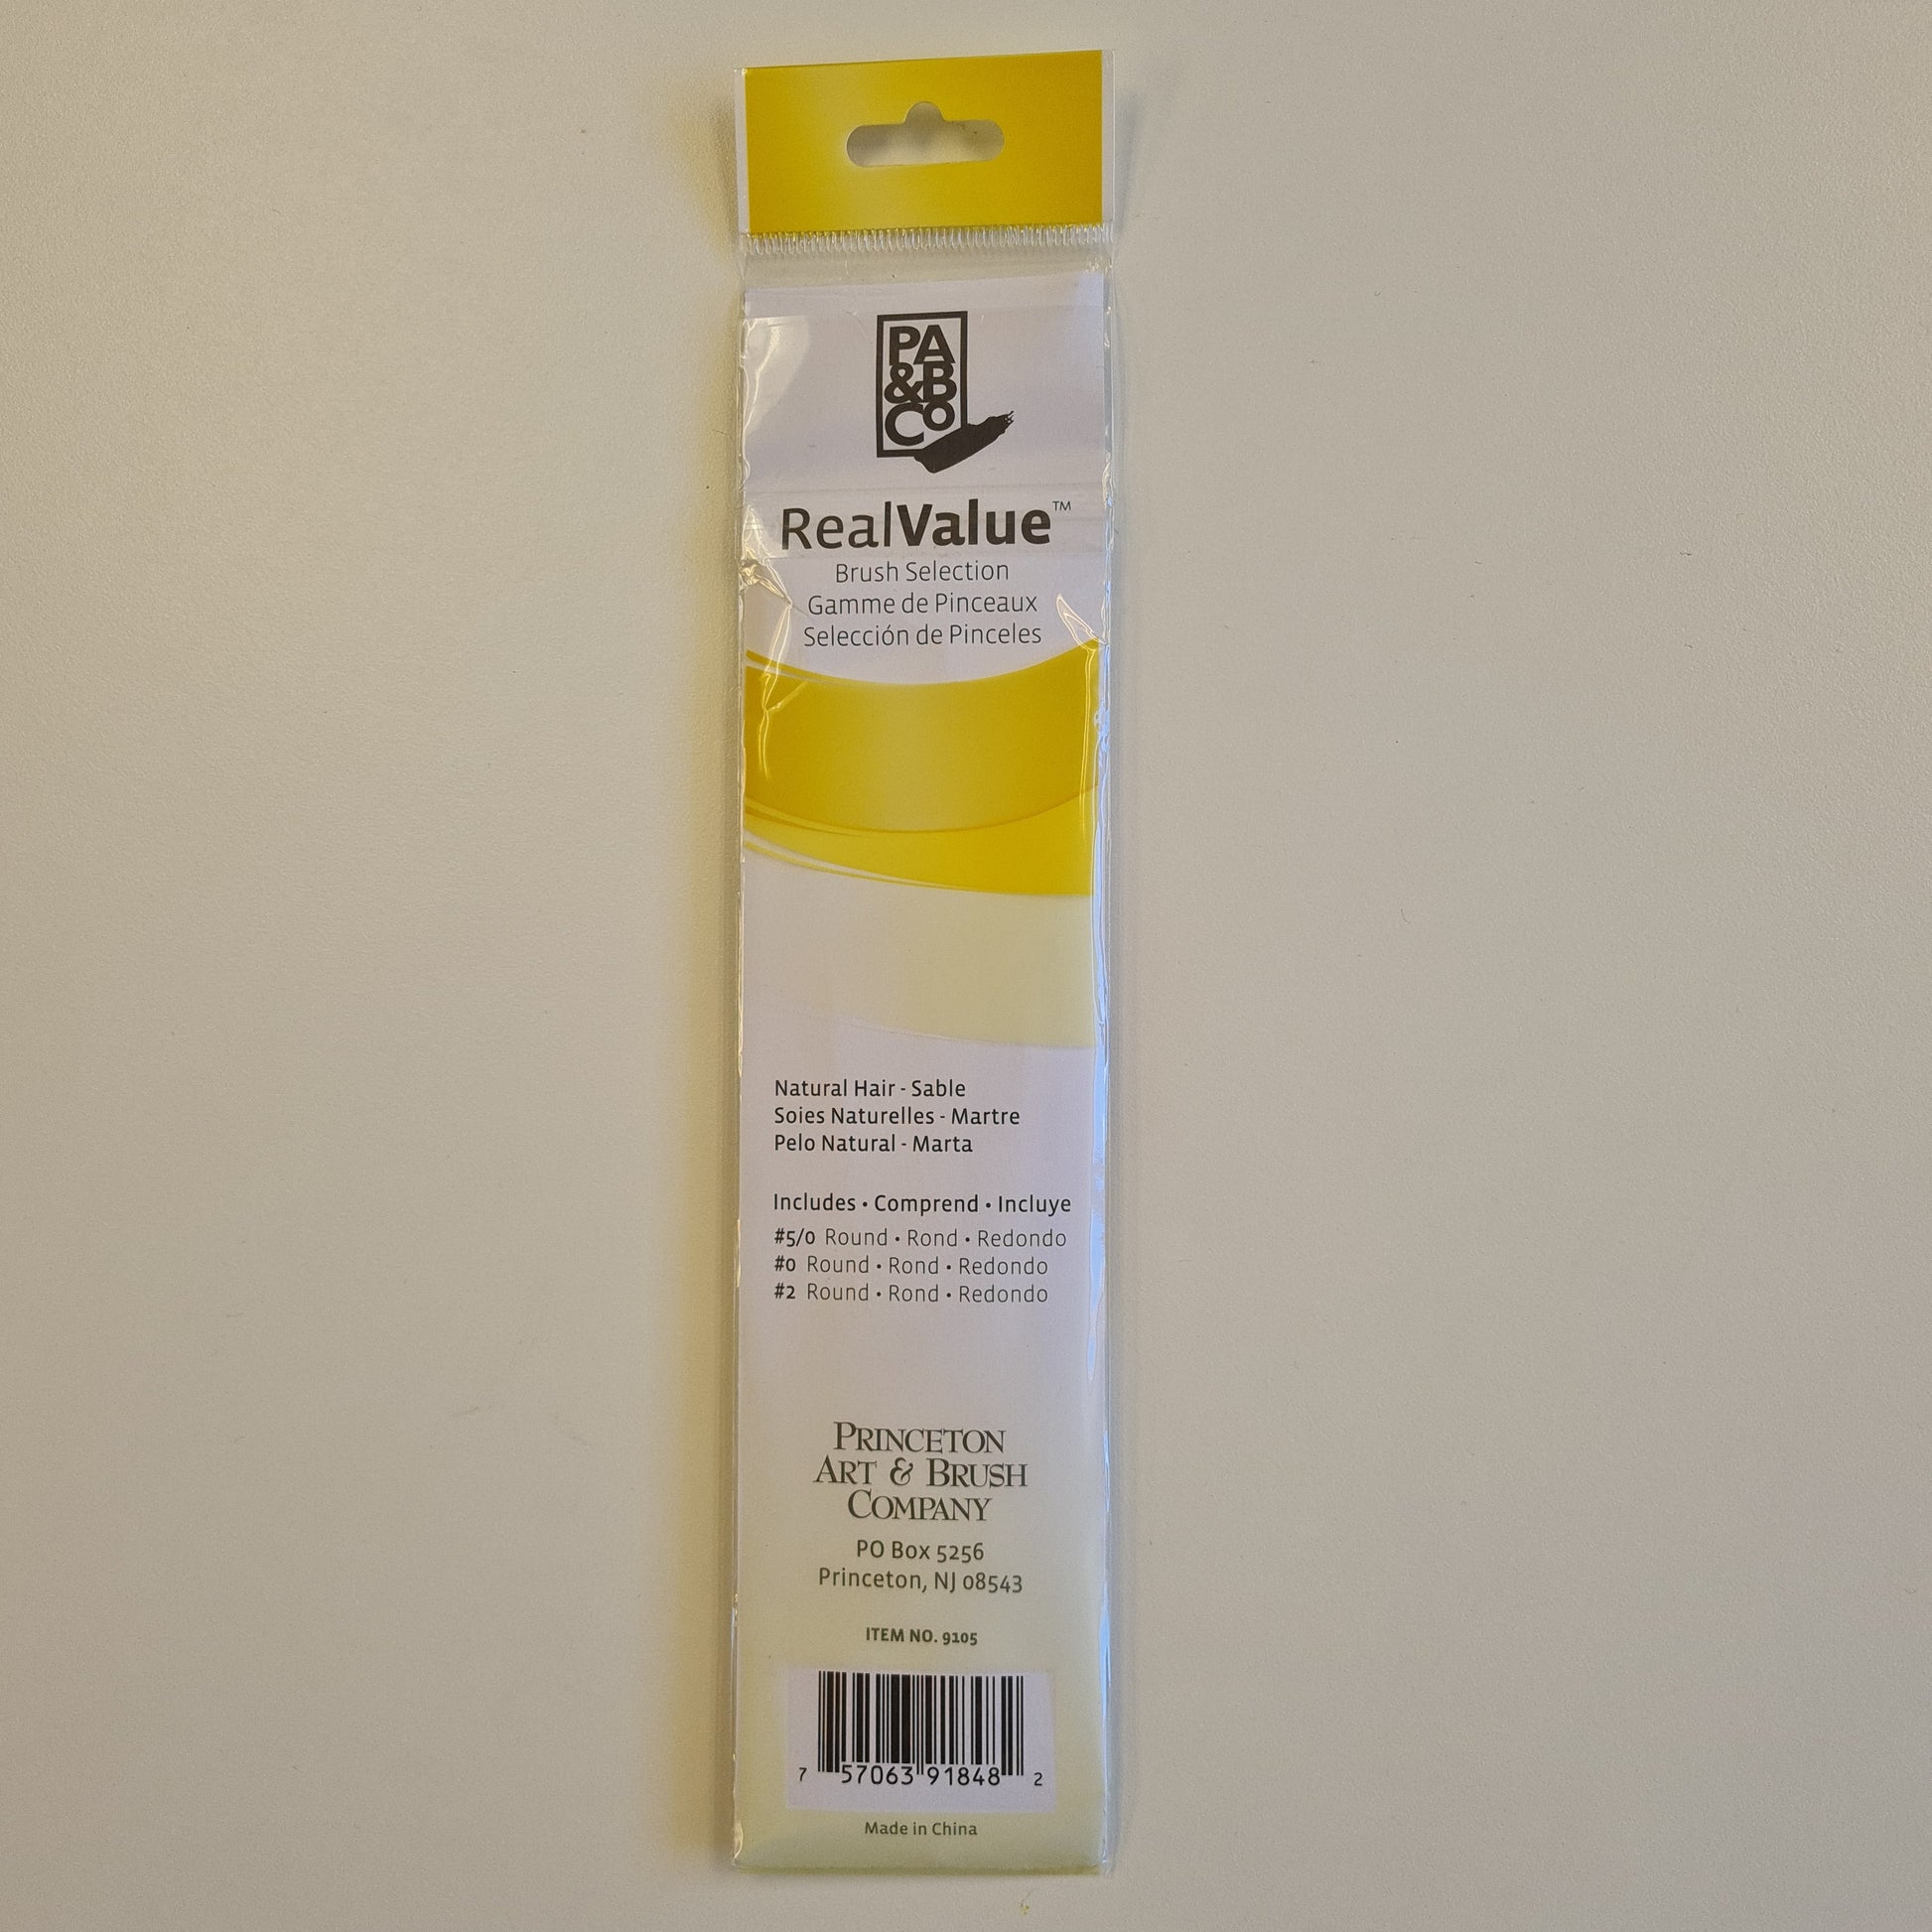 PA
&B
Co
RealValue™
Brush Selection
Gamme de Pinceaux
Selección de Pinceles
Natural Hair - Sable
Soies Naturelles - Martre
Pelo Natural - Marta
Includes • Comprend • Incluye
#5/0 Round • Rond • Redondo
#0 Round • Rond • Redondo
#2 Round • Rond • Redondo
PRINCETON
ART & BRUSH
COMPANY
PO Box 5256
Princeton, NJ 08543
ITEM NO. 9105
7 57063 91848 2
Made in China